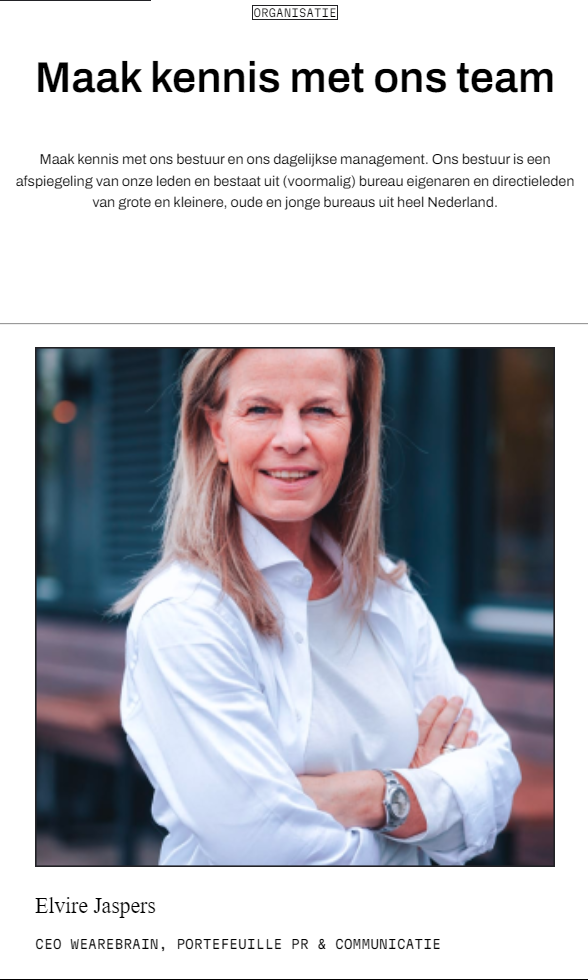 ORGANISATIE
Maak kennis met ons team
Maak kennis met ons bestuur en ons dagelijkse management. Ons bestuur is een
afspiegeling van onze leden en bestaat uit (voormalig) bureau eigenaren en directieleden
van grote en kleinere, oude en jonge bureaus uit heel Nederland.
Elvire Jaspers
CEO WEAREBRAIN, PORTEFEUILLE PR & COMMUNICATIE